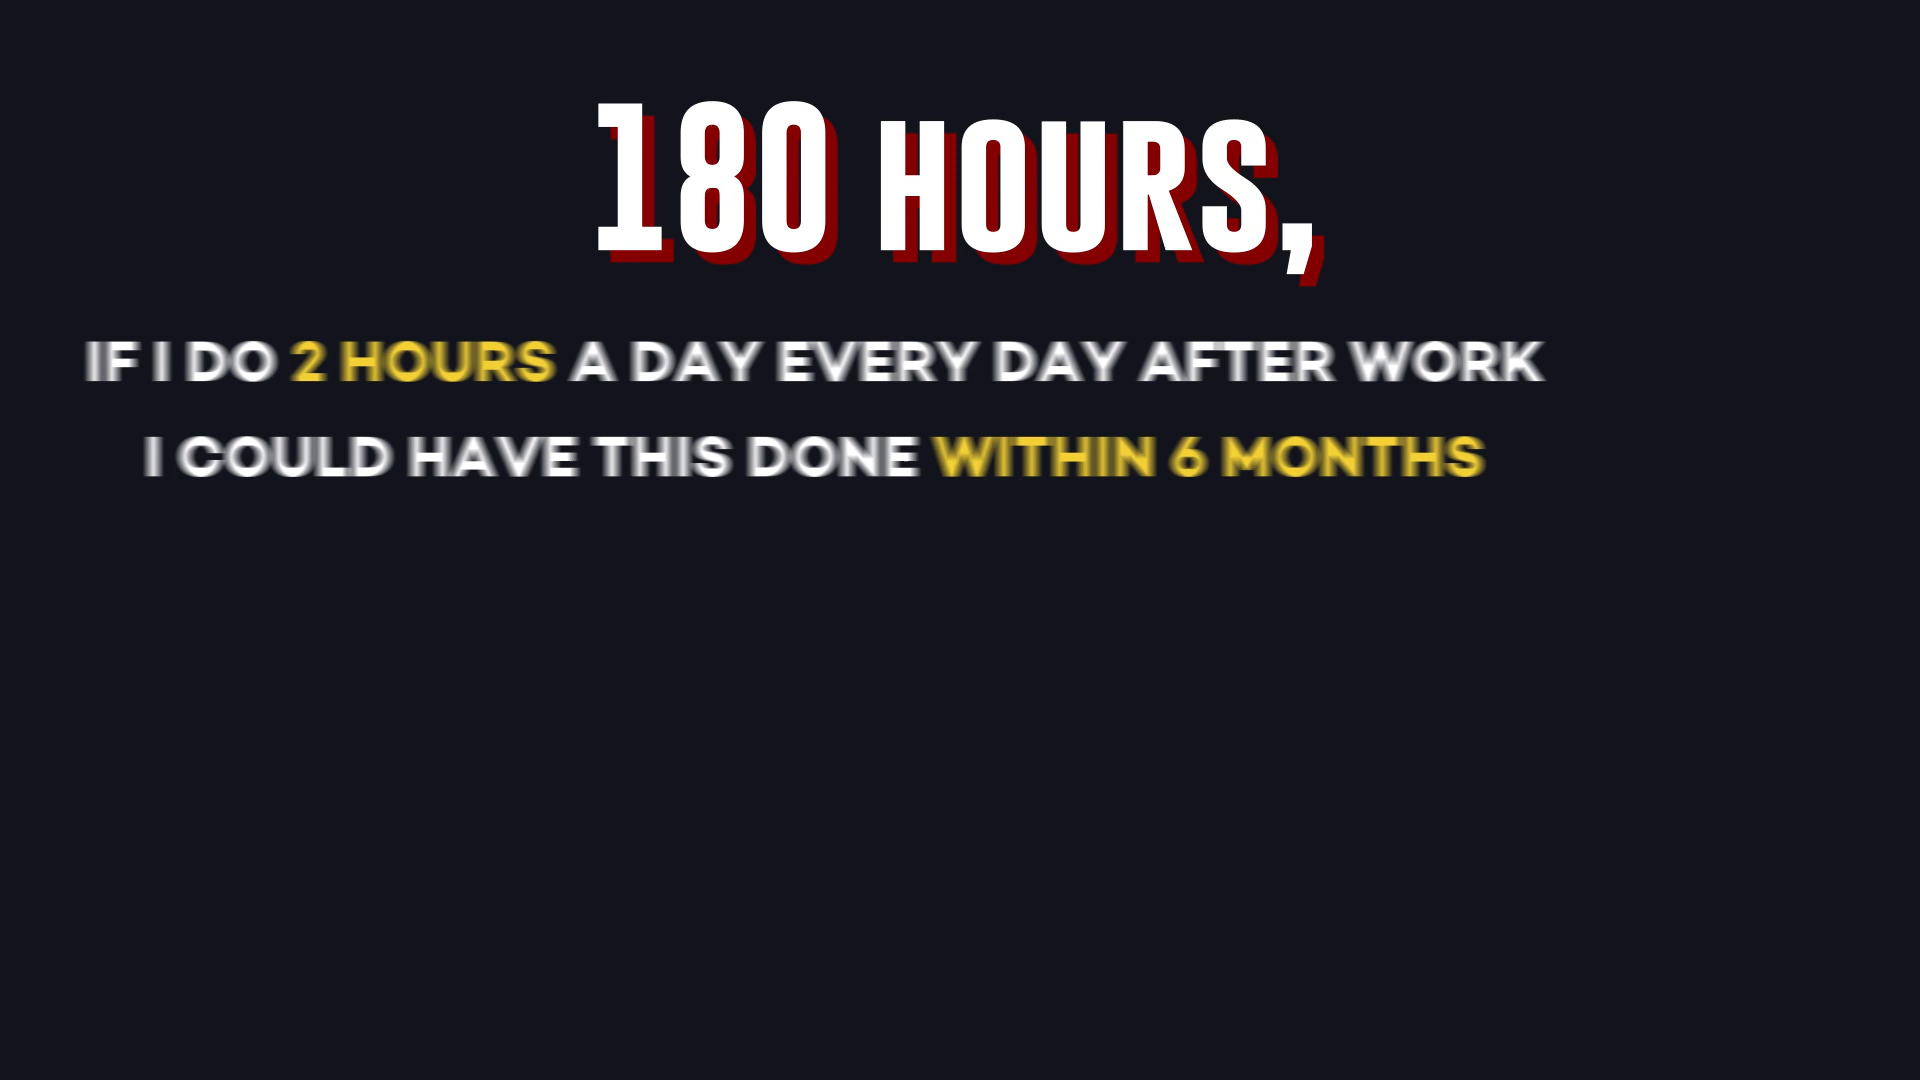 180 HOURS,
IF I DO 2 HOURS A DAY EVERY DAY AFTER WORK
I COULD HAVE THIS DONE WITHIN 6 MONTHS